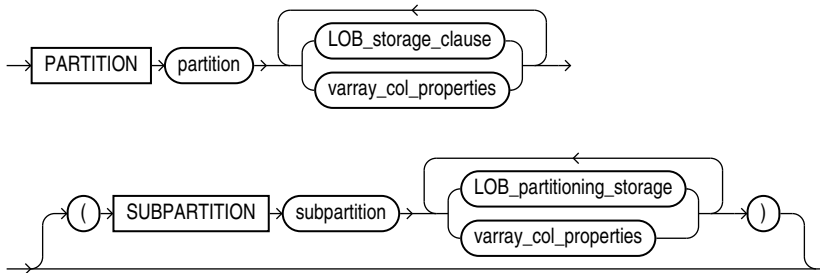 LOB_storage_clause
PARTITION partition
varray_col_properties
LOB_partitioning_storage
( SUBPARTITION subpartition )
varray_col_properties